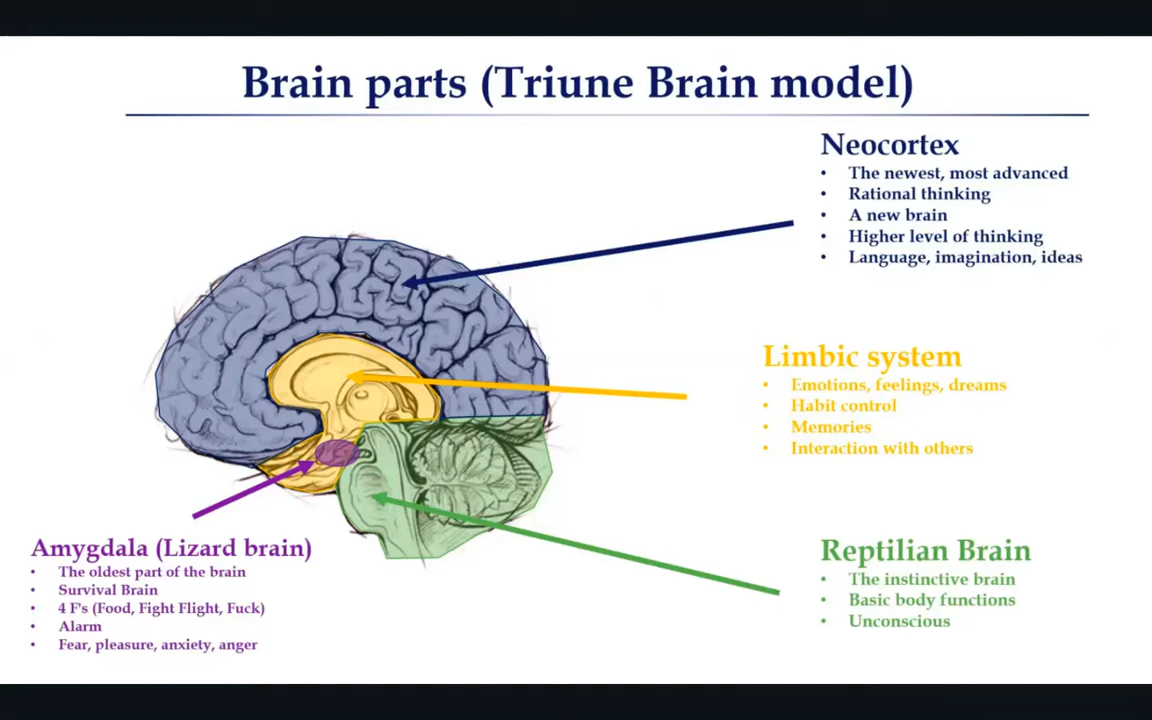 Brain parts (Triune Brain model)
Neocortex
• The newest, most advanced
• Rational thinking
• A new brain
• Higher level of thinking
• Language, imagination, ideas
Limbic system
• Emotions, feelings, dreams
• Habit control
• Memories
• Interaction with others
Amygdala (Lizard brain)
• The oldest part of the brain
• Survival Brain
• 4 F's (Food, Fight Flight, Fuck)
• Alarm
• Fear, pleasure, anxiety, anger
Reptilian Brain
• The instinctive brain
• Basic body functions
• Unconscious